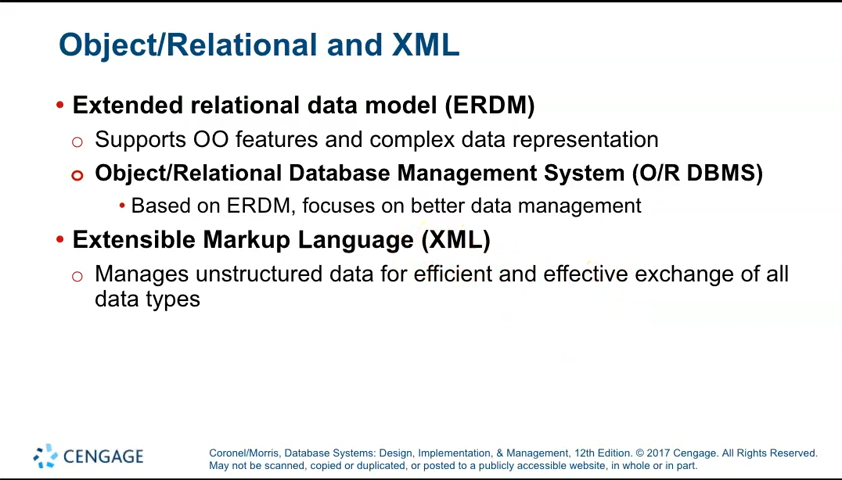 Object/Relational and XML
• Extended relational data model (ERDM)
o Supports OO features and complex data representation
o Object/Relational Database Management System (O/R DBMS)
• Based on ERDM, focuses on better data management
• Extensible Markup Language (XML)
o Manages unstructured data for efficient and effective exchange of all
data types
CENGAGE
Coronel/Morris, Database Systems: Design, Implementation, & Management, 12th Edition. © 2017 Cengage. All Rights Reserved.
May not be scanned, copied or duplicated, or posted to a publicly accessible website, in whole or in part.